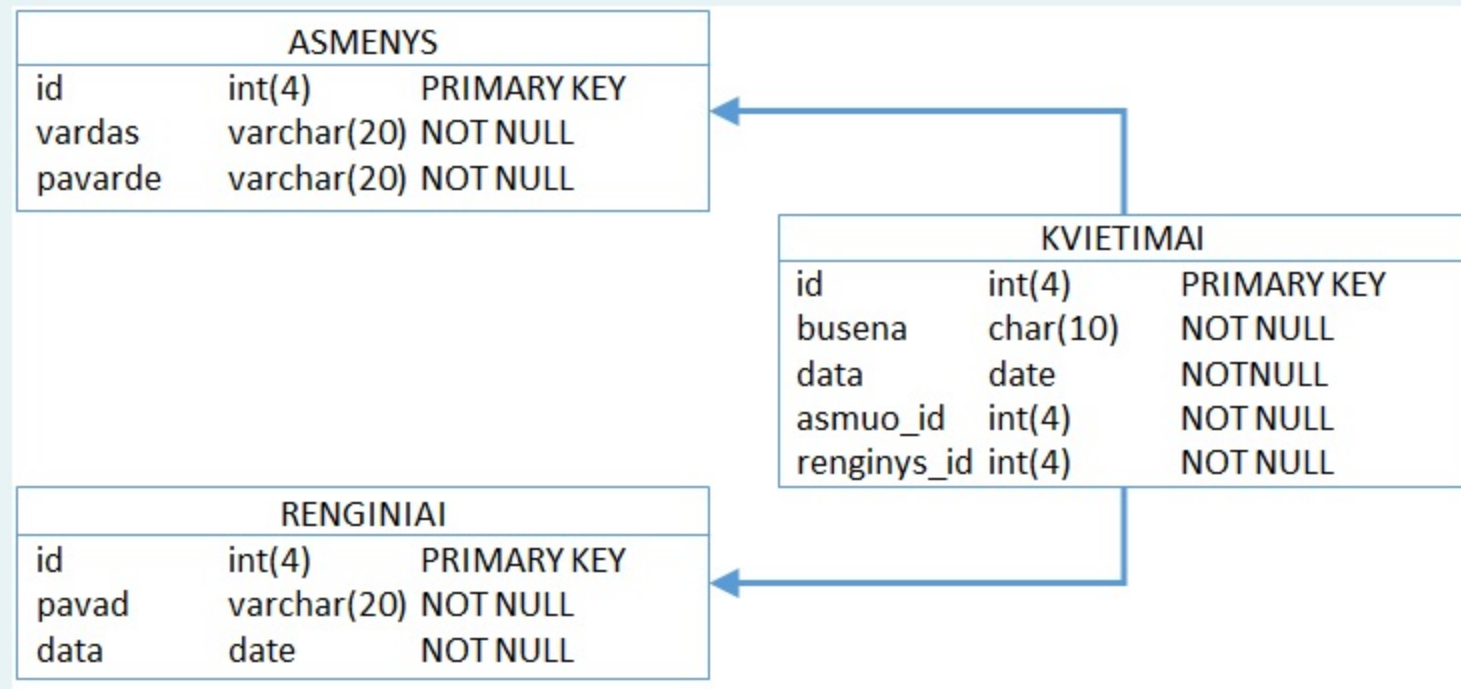 ASMENYS
id int(4) PRIMARY KEY
vardas varchar(20) NOT NULL
pavarde varchar(20) NOT NULL
KVIETIMAI
id int(4) PRIMARY KEY
busena char(10) NOT NULL
data date NOTNULL
asmuo_id int(4) NOT NULL
renginys_id int(4) NOT NULL
RENGINIAI
id int(4) PRIMARY KEY
pavad varchar(20) NOT NULL
data date NOT NULL